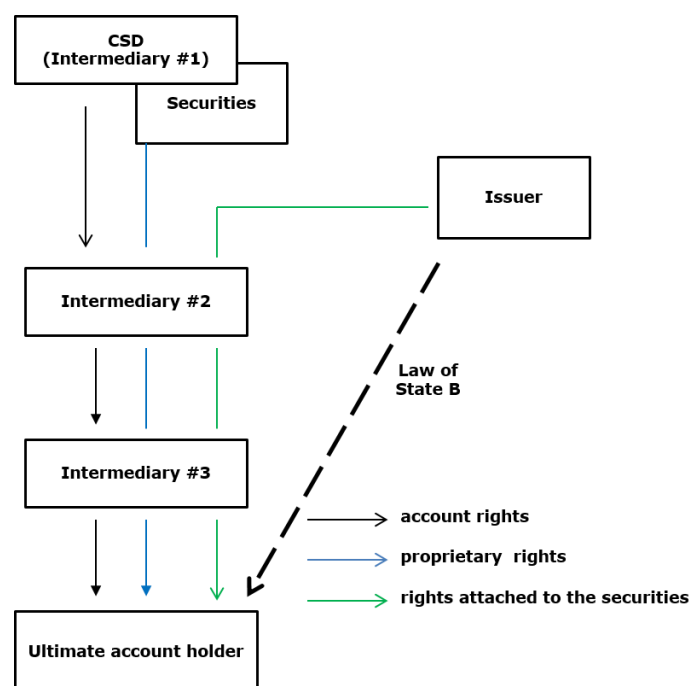 CSD
(Intermediary #1)
Securities
Issuer
Intermediary #2
Law of
State B
Intermediary #3
account rights
proprietary rights
rights attached to the securities
Ultimate account holder